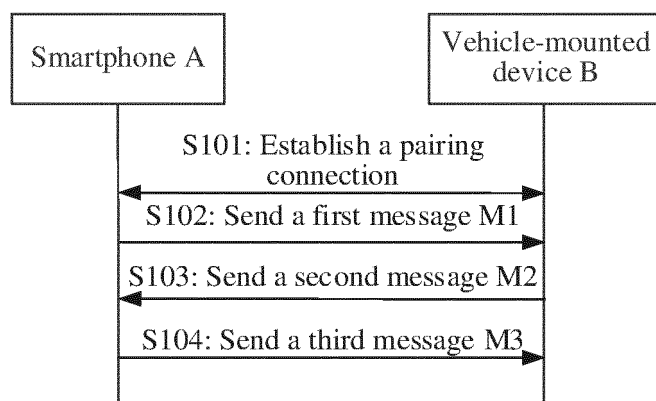 Smartphone A
Vehicle-mounted
device B
S101: Establish a pairing
connection
S102: Send a first message M1
S103: Send a second message M2
S104: Send a third message M3